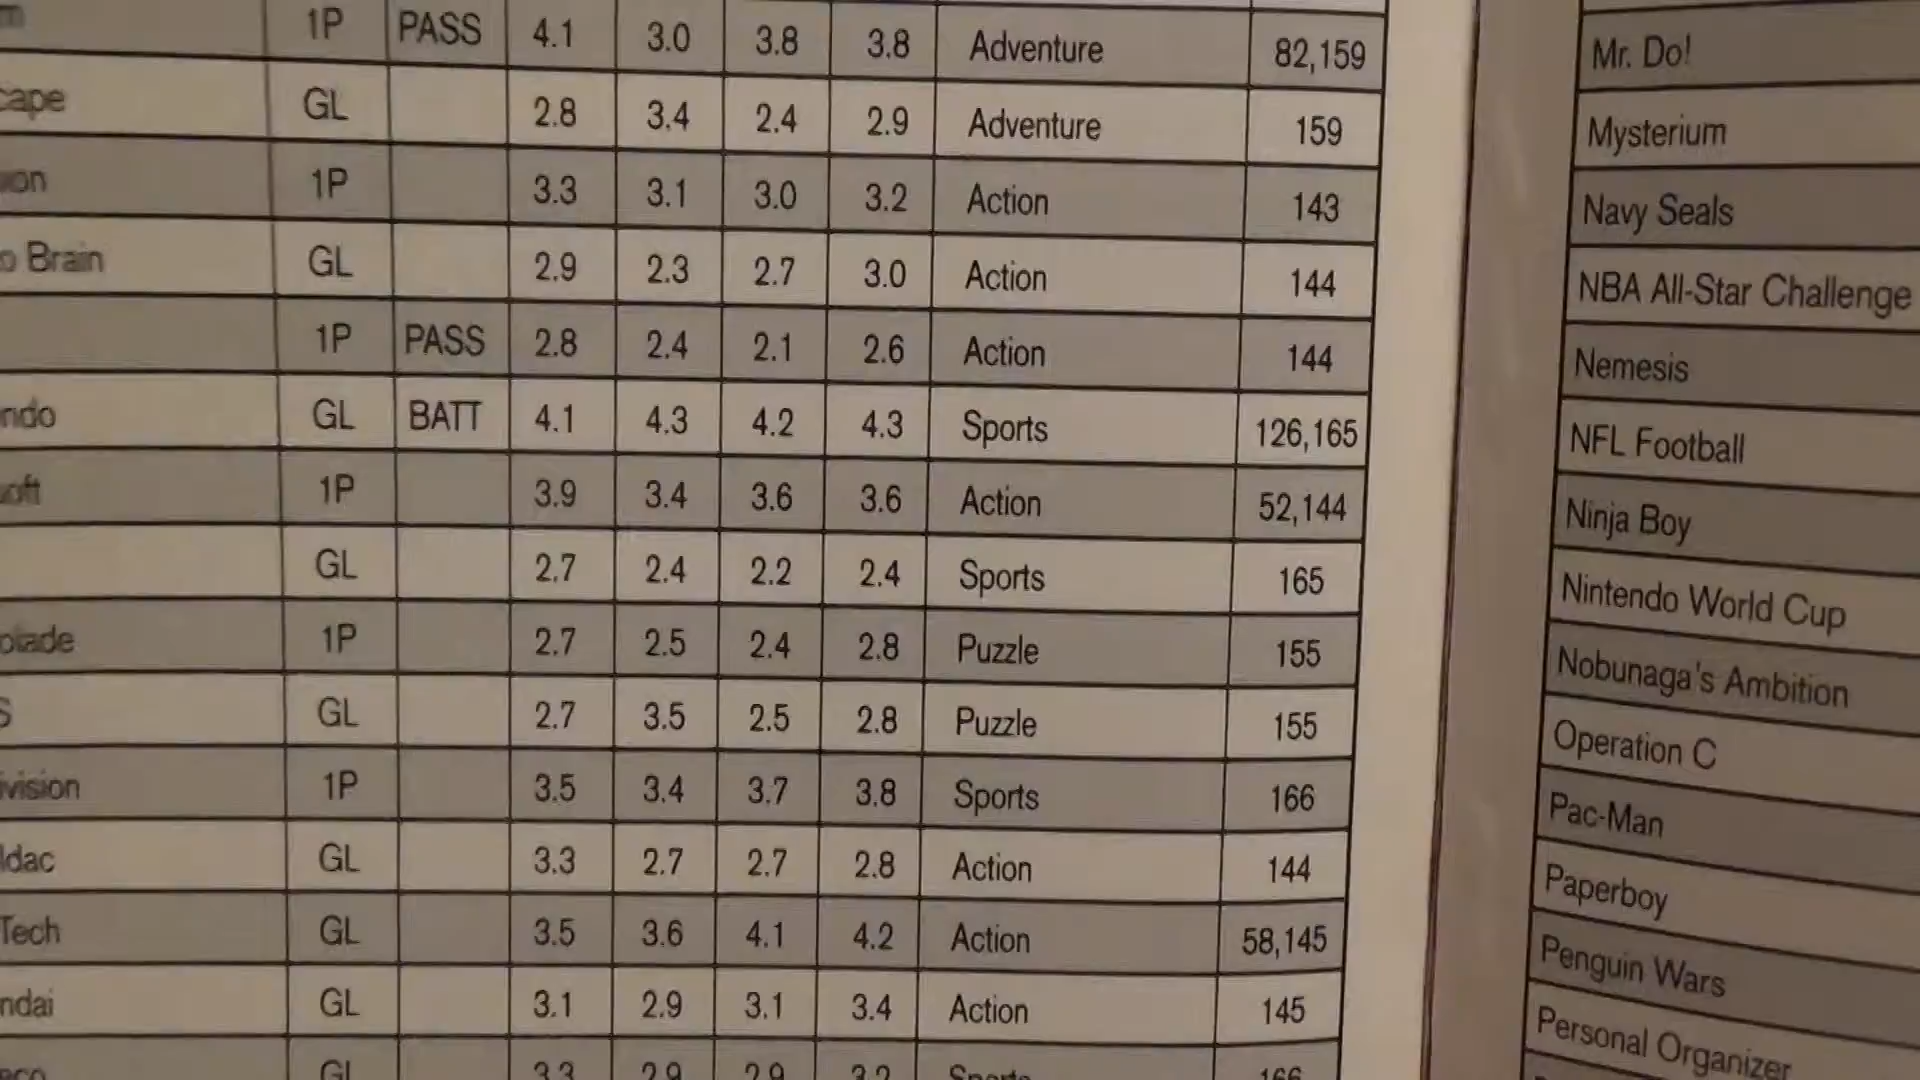 1P PASS 4.1 3.0 3.8 3.8 Adventure 82,159
GL 2.8 3.4 2.4 2.9 Adventure 159
1P 3.3 3.1 3.0 3.2 Action 143
Brain GL 2.9 2.3 2.7 3.0 Action 144
1P PASS 2.8 2.4 2.1 2.6 Action 144
ndo GL BATT 4.1 4.3 4.2 4.3 Sports 126,165
1P 3.9 3.4 3.6 3.6 Action 52,144
GL 2.7 2.4 2.2 2.4 Sports 165
1P 2.7 2.5 2.4 2.8 Puzzle 155
S GL 2.7 3.5 2.5 2.8 Puzzle 155
ivision 1P 3.5 3.4 3.7 3.8 Sports 166
ldac GL 3.3 2.7 2.7 2.8 Action 144
Tech GL 3.5 3.6 4.1 4.2 Action 58,145
ndai GL 3.1 2.9 3.1 3.4 Action 145
GL 3.3 2.9 2.9 3.2 Sports 166
Mr. Do!
Mysterium
Navy Seals
NBA All-Star Challenge
Nemesis
NFL Football
Ninja Boy
Nintendo World Cup
Nobunaga's Ambition
Operation C
Pac-Man
Paperboy
Penguin Wars
Personal Organizer